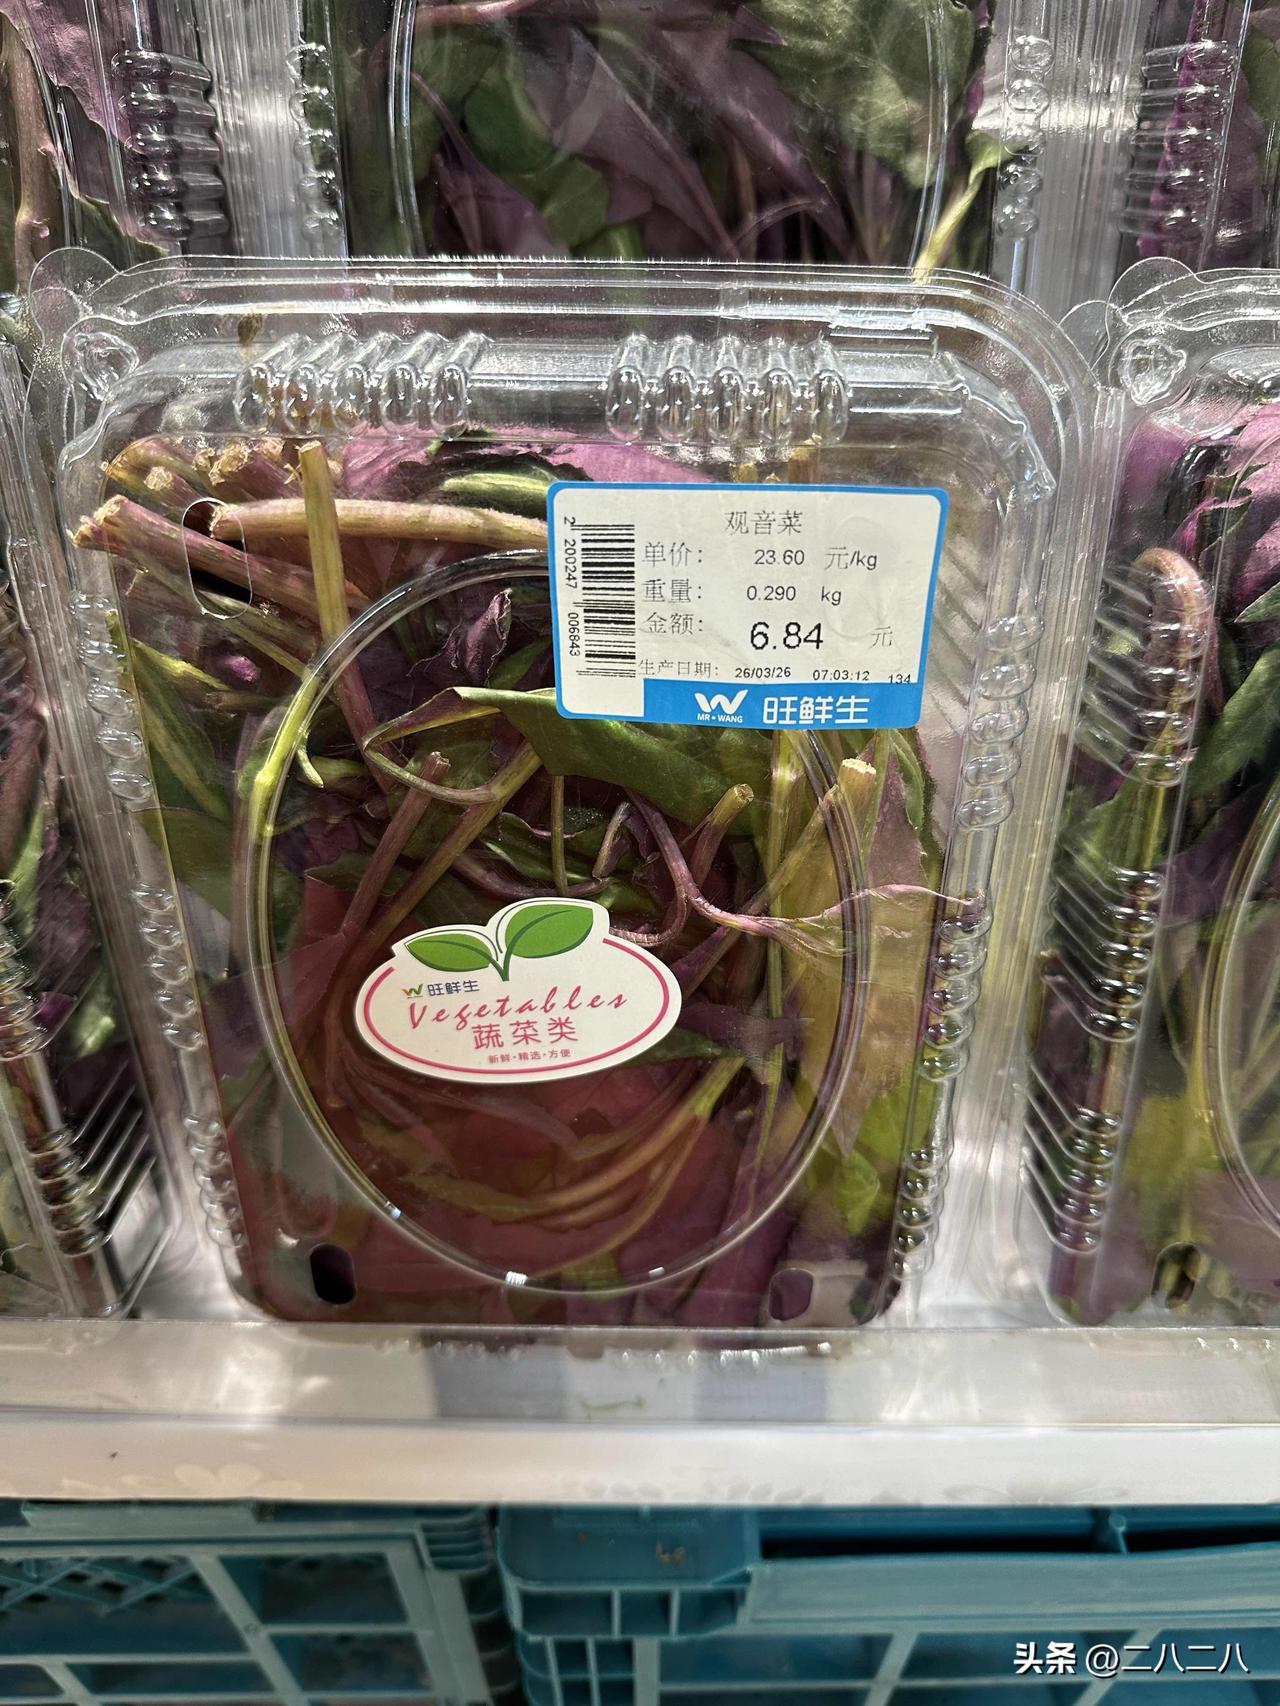 观音菜
单价: 23.60 元/kg
重量: 0.290 kg
金额: 6.84 元
生产日期: 26/03/26 07:03:12 134
2 200247 006843
W MR·WANG 旺鲜生
W 旺鲜生
Vegetables
蔬菜类
新鲜·精选·方便
头条 @二八二八